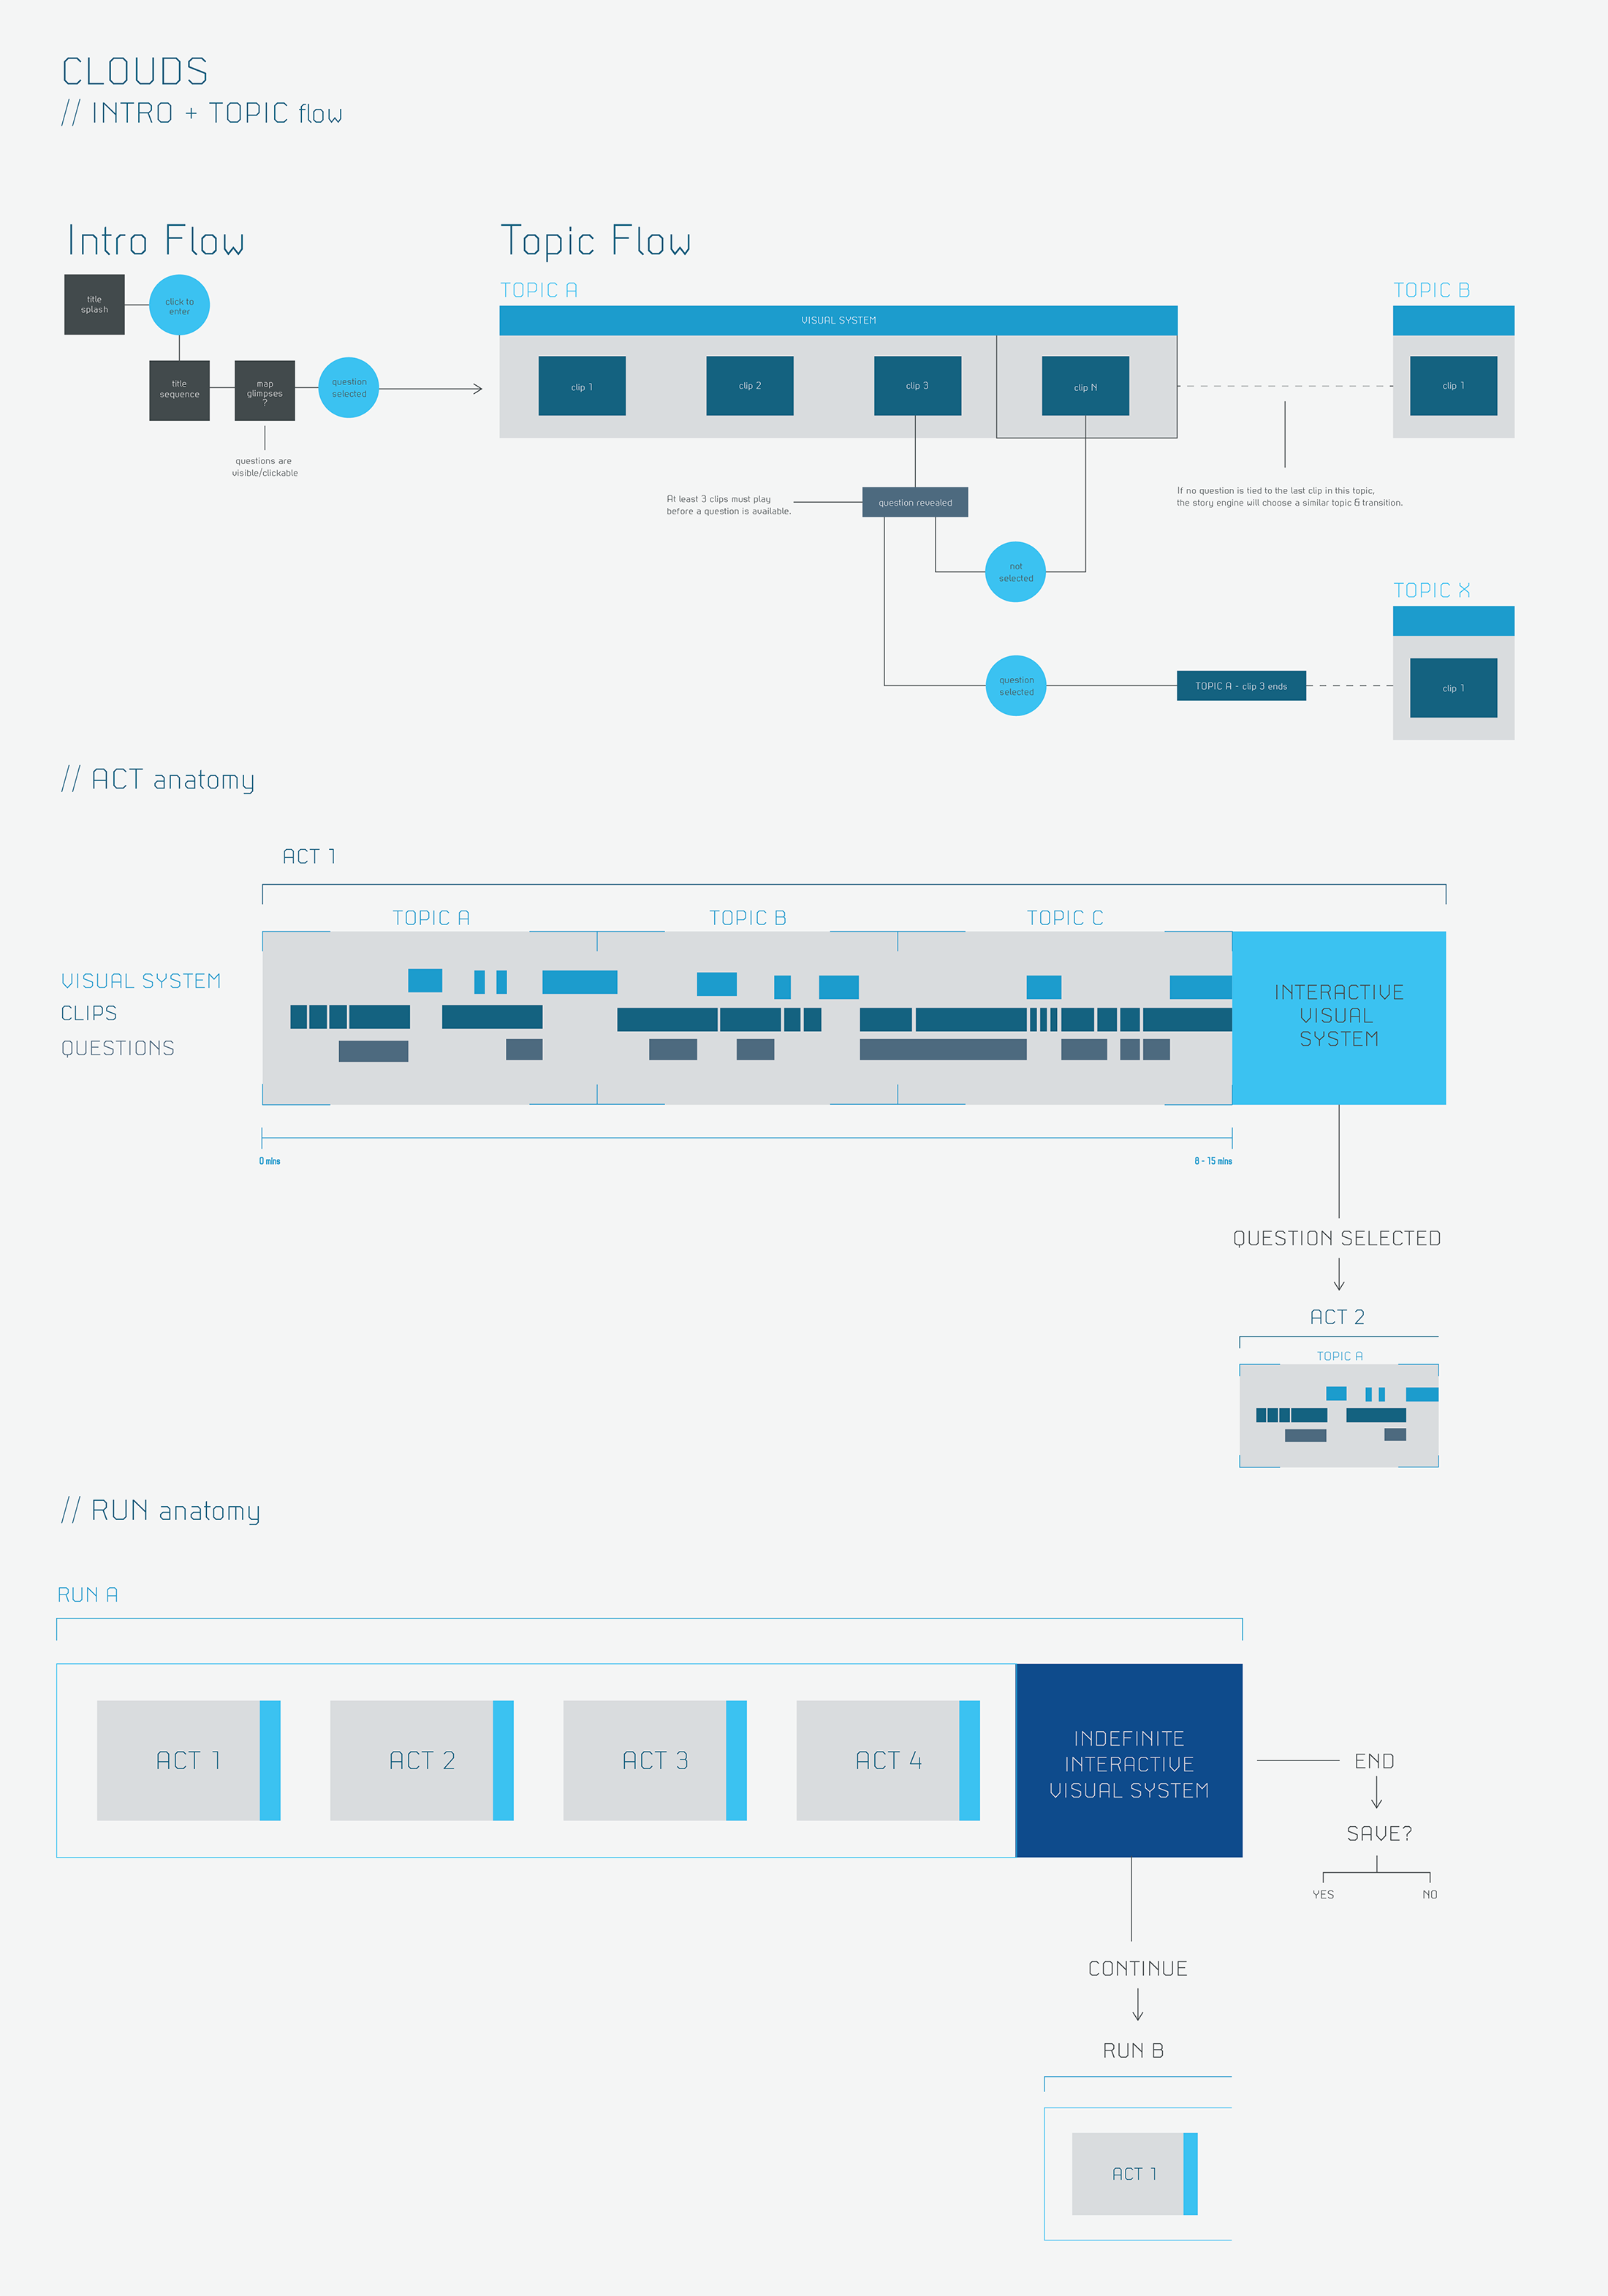 CLOUDS
// INTRO + TOPIC flow
Intro Flow
title
splash
click to
enter
title
sequence
map
glimpses
?
question
selected
questions are
visible/clickable
Topic Flow
TOPIC A
VISUAL SYSTEM
clip 1
clip 2
clip 3
clip N
TOPIC B
clip 1
At least 3 clips must play
before a question is available.
question revealed
If no question is tied to the last clip in this topic,
the story engine will choose a similar topic & transition.
not
selected
question
selected
TOPIC A - clip 3 ends
TOPIC X
clip 1
// ACT anatomy
ACT 1
TOPIC A
TOPIC B
TOPIC C
VISUAL SYSTEM
CLIPS
QUESTIONS
INTERACTIVE
VISUAL
SYSTEM
0 mins
6 - 15 mins
QUESTION SELECTED
ACT 2
TOPIC A
// RUN anatomy
RUN A
ACT 1
ACT 2
ACT 3
ACT 4
INDEFINITE
INTERACTIVE
VISUAL SYSTEM
END
SAVE?
YES
NO
CONTINUE
RUN B
ACT 1